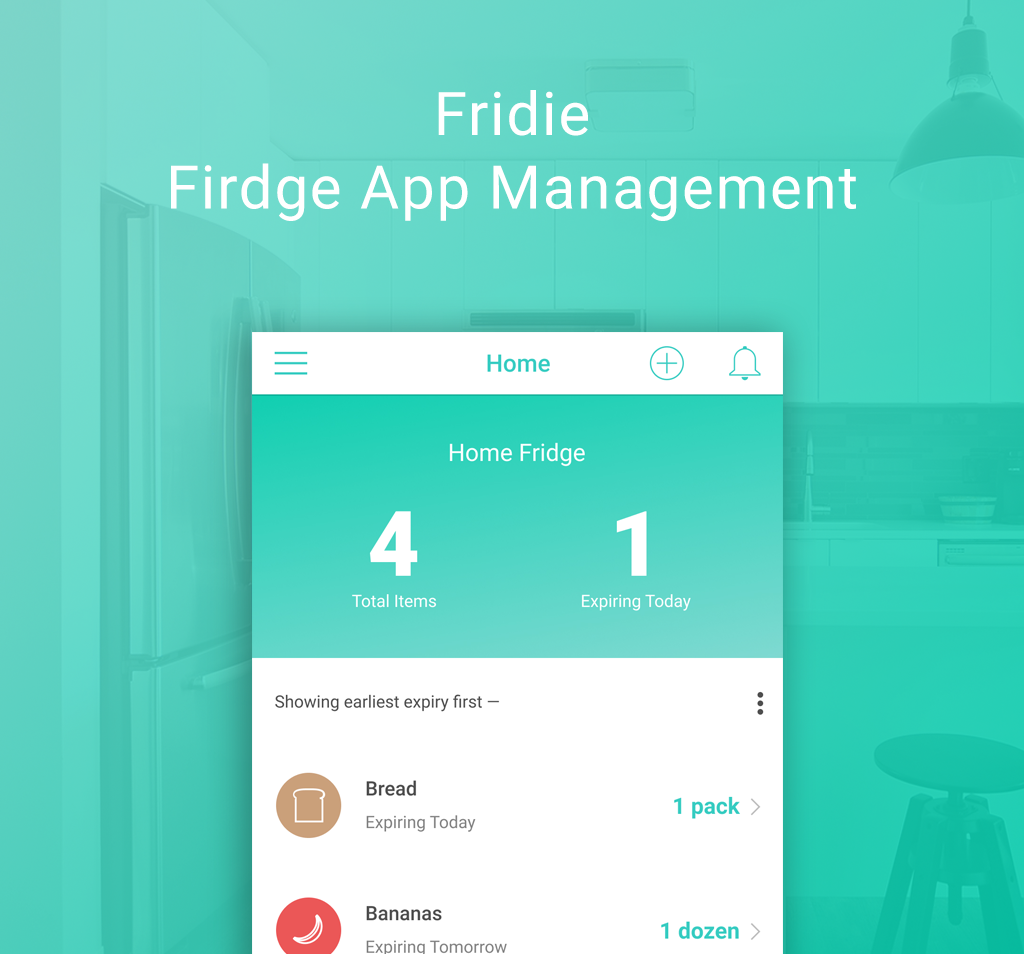 Fridie
Firdge App Management
Home
Home Fridge
4
1
Total Items
Expiring Today
Showing earliest expiry first —
Bread
Expiring Today
1 pack
Bananas
Expiring Tomorrow
1 dozen